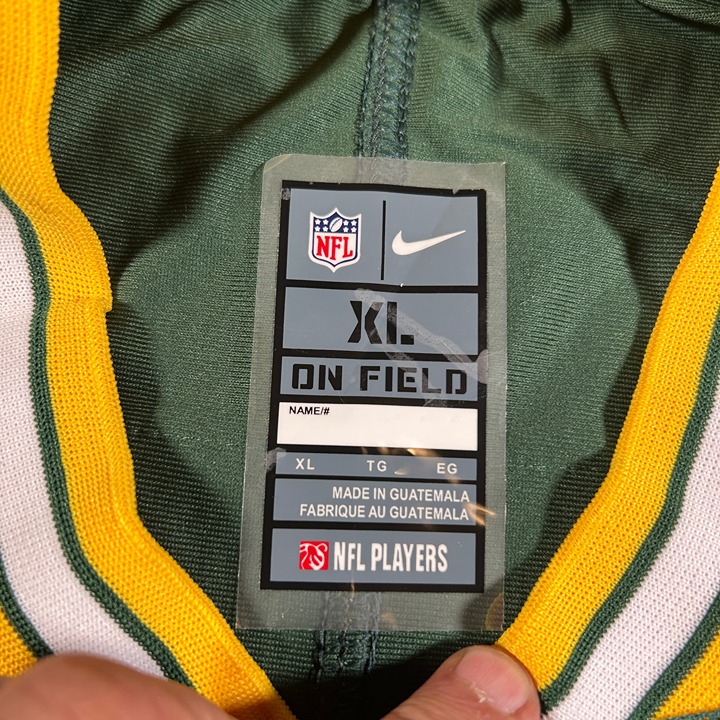 NFL
XL
ON FIELD
NAME/#
XL TG EG
MADE IN GUATEMALA
FABRIQUE AU GUATEMALA
NFL PLAYERS